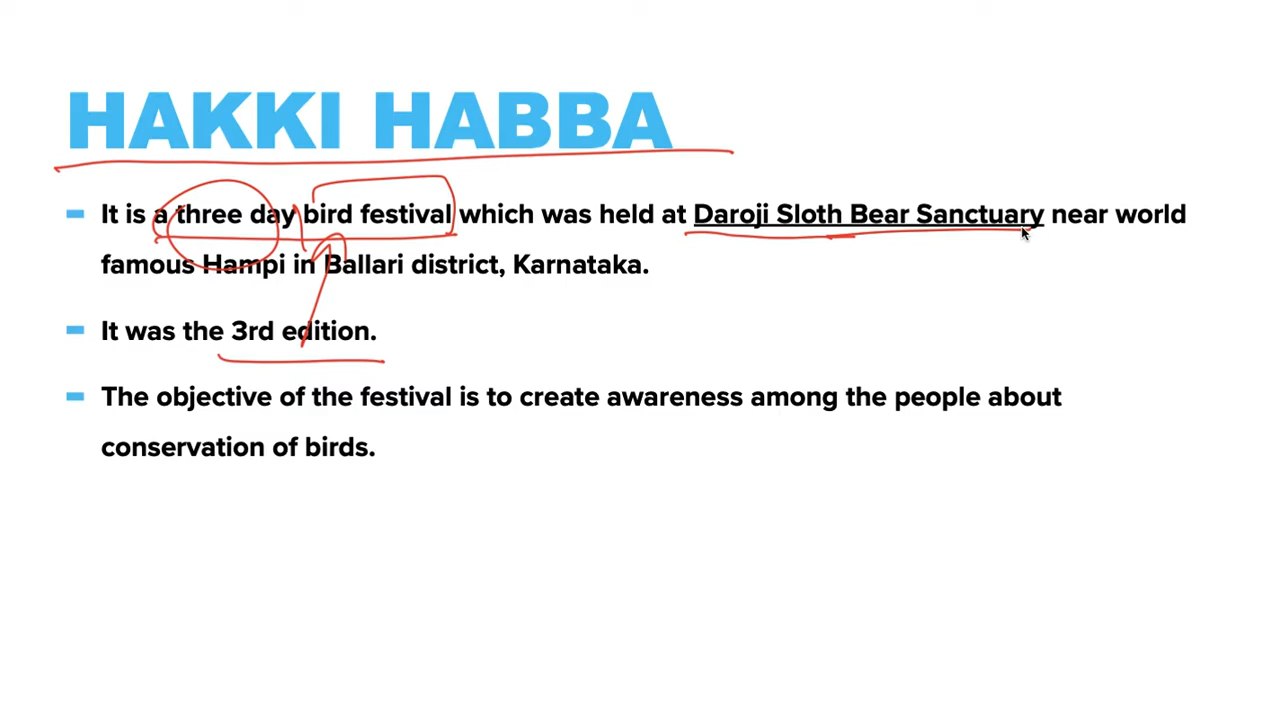 HAKKI HABBA
It is a three day bird festival which was held at Daroji Sloth Bear Sanctuary near world
famous Hampi in Ballari district, Karnataka.
It was the 3rd edition.
The objective of the festival is to create awareness among the people about
conservation of birds.